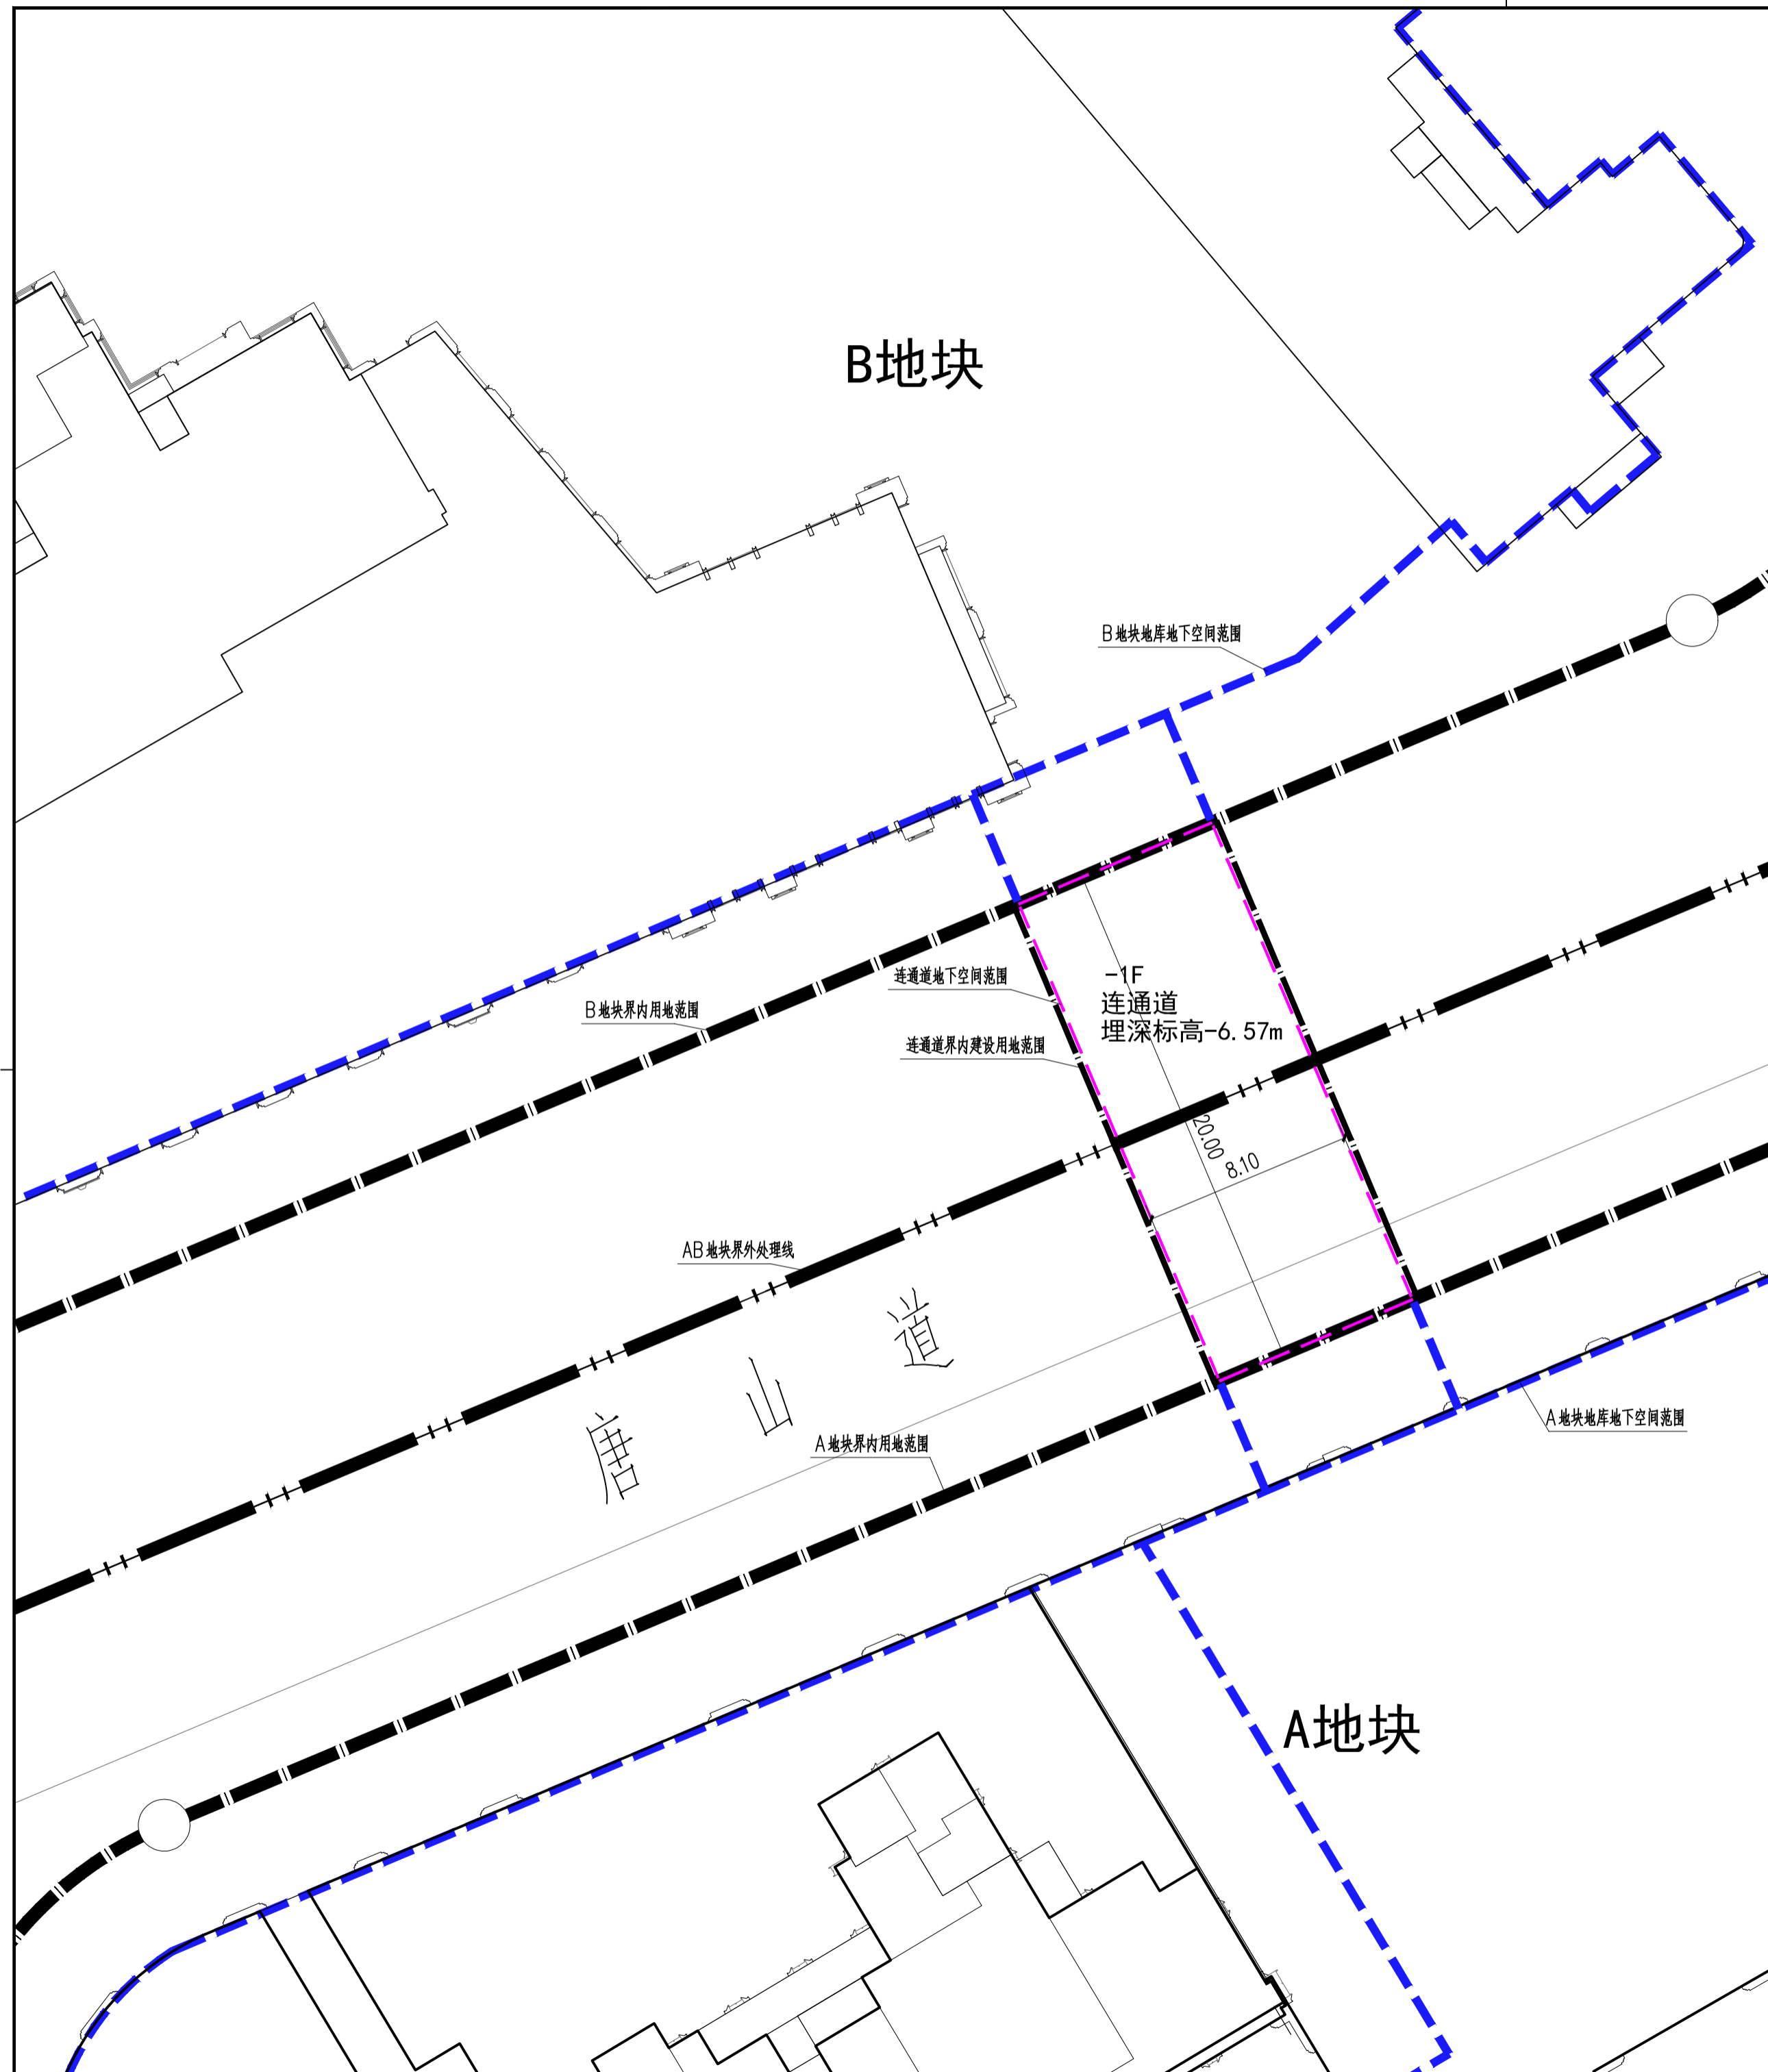 B地块
B地块地库地下空间范围
-1F
连通道
埋深标高-6.57m
连通道地下空间范围
B地块界内用地范围
连通道界内建设用地范围
20.00
8.10
AB地块界外处理线
唐山道
A地块界内用地范围
A地块地库地下空间范围
A地块